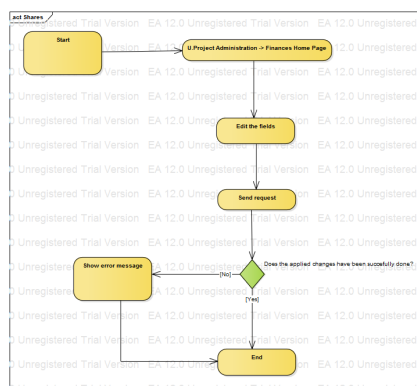 act Shares
Unregistered Trial Version EA 12.0 Unregistered Trial Version EA 12.0 Unregistered
Start
0.Project Administration -> Finances Home Page
Edit the fields
Send request
Does the applied changes have been succesfully done?
Show error message
[No]
[Yes]
End